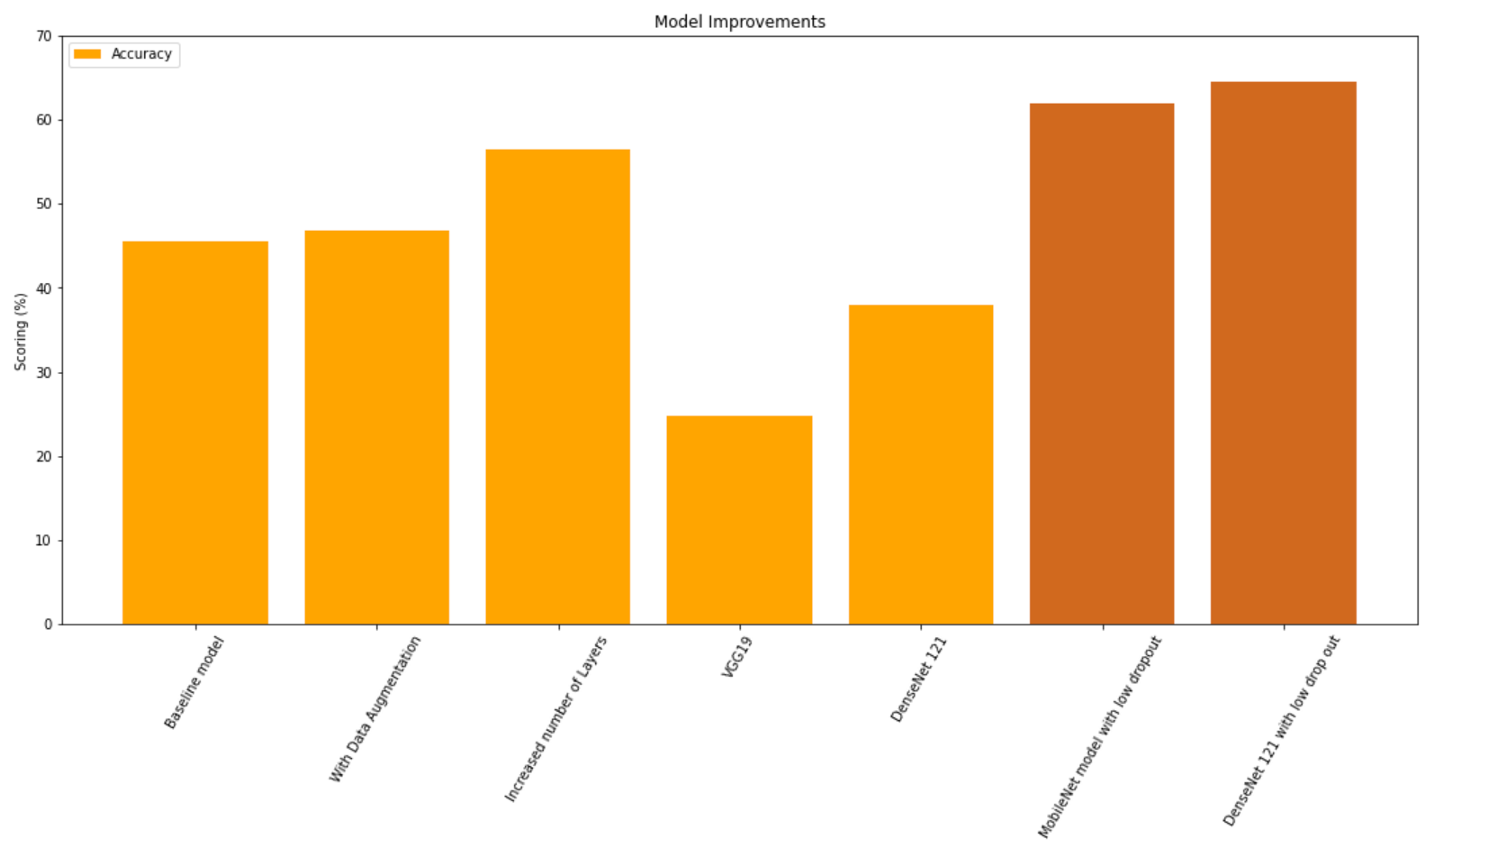 Model Improvements
Accuracy
Scoring (%)
70
60
50
40
30
20
10
0
Baseline model
With Data Augmentation
Increased number of Layers
VGG19
DenseNet 121
MobileNet model with low dropout
DenseNet 121 with low drop out